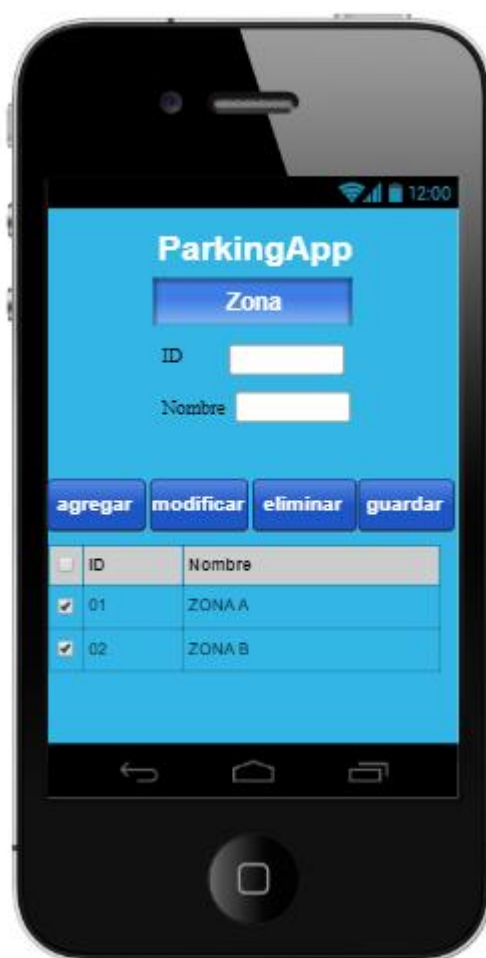 12:00
ParkingApp
Zona
ID
Nombre
agregar modificar eliminar guardar
ID Nombre
01 ZONA A
02 ZONA B